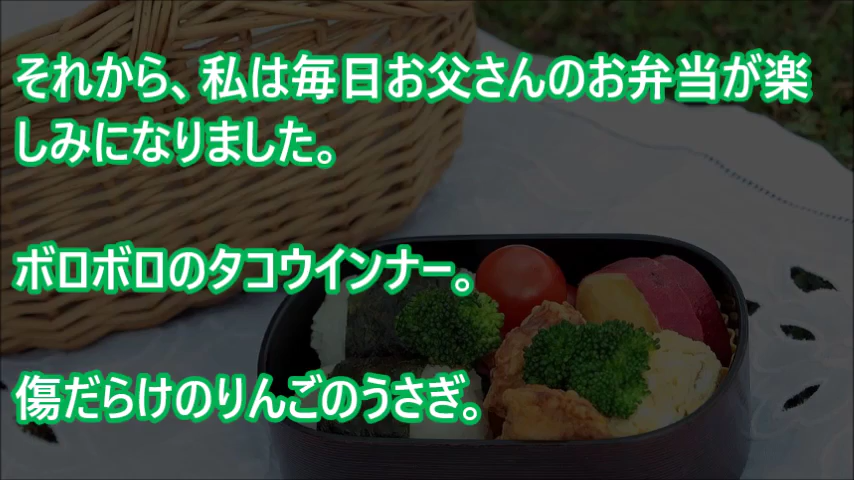 それから、私は毎日お父さんのお弁当が楽
しみになりました。
ボロボロのタコウインナー。
傷だらけのりんごのうさぎ。